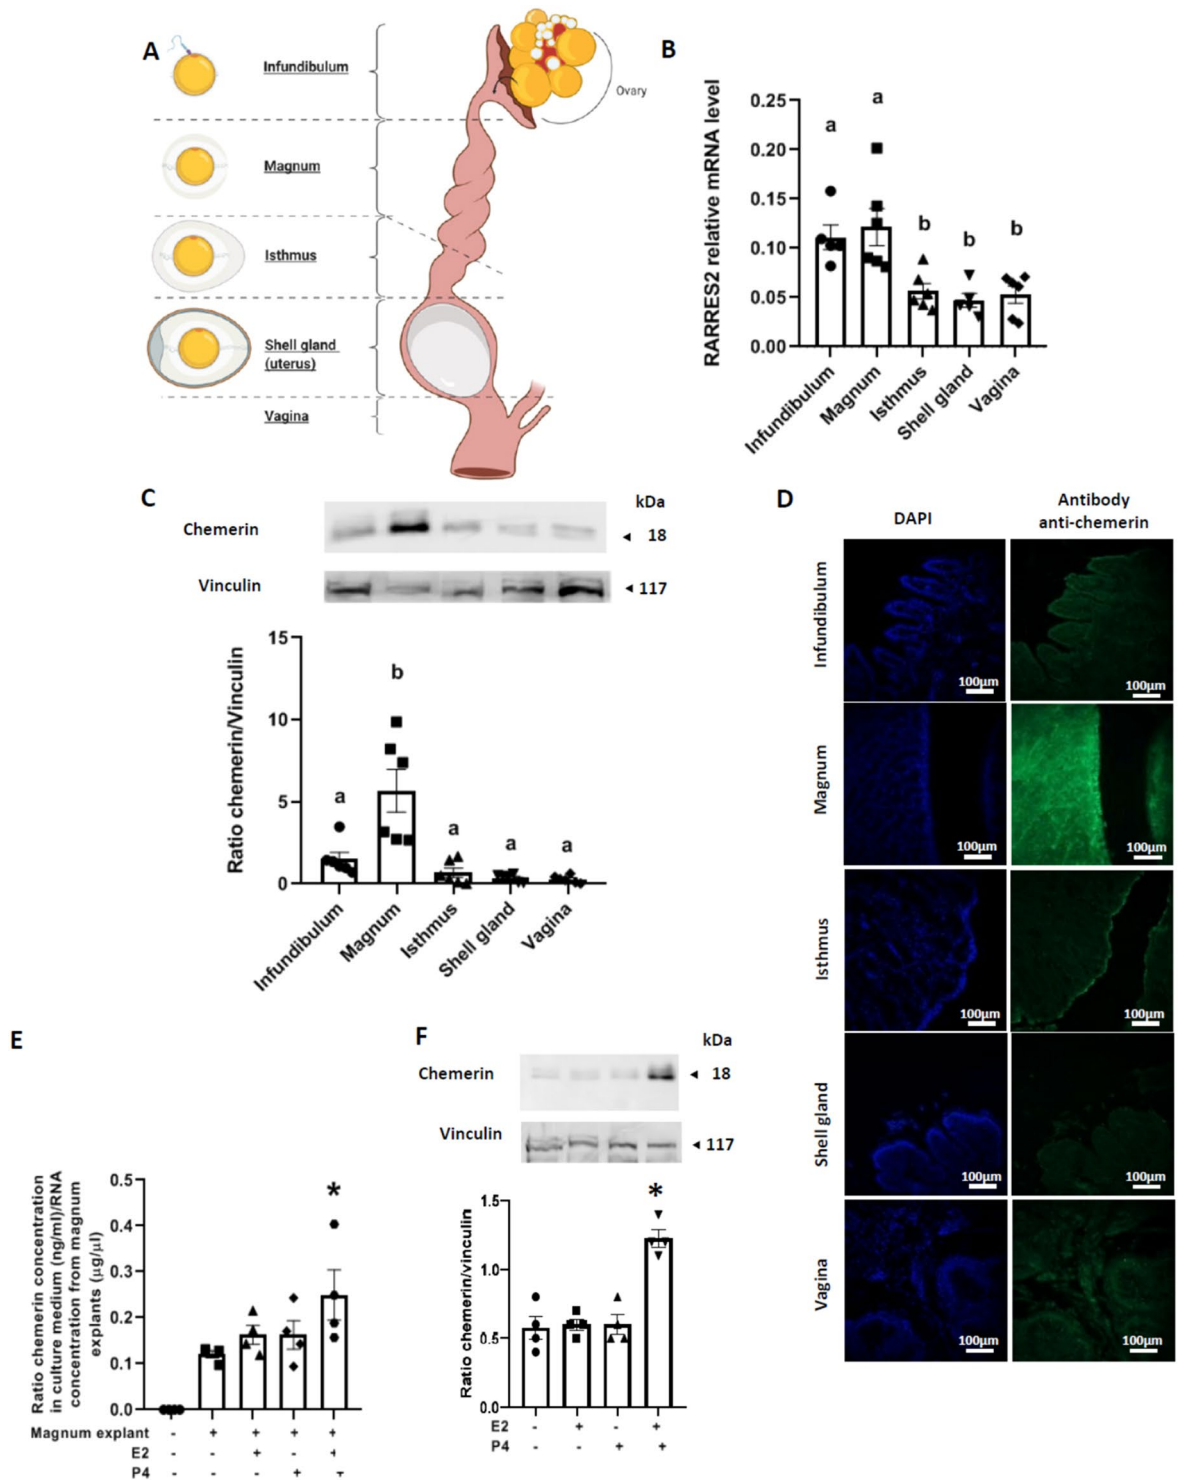 A
Infundibulum
Magnum
Isthmus
Shell gland
(uterus)
Vagina
Ovary
B
RARRES2 relative mRNA level
0.25
0.20
0.15
0.10
0.05
0.00
a
a
b
b
b
Infundibulum
Magnum
Isthmus
Shell gland
Vagina
C
kDa
Chemerin
18
Vinculin
117
Ratio chemerin/Vinculin
15
10
5
0
a
b
a
a
a
Infundibulum
Magnum
Isthmus
Shell gland
Vagina
D
DAPI
Antibody
anti-chemerin
Infundibulum
100µm
100µm
Magnum
100µm
100µm
Isthmus
100µm
100µm
Shell gland
100µm
100µm
Vagina
100µm
100µm
E
Ratio chemerin concentration
in culture medium (ng/ml)/RNA
concentration from magnum
explants (µg/µl)
0.5
0.4
0.3
0.2
0.1
0.0
*
Magnum explant - + + + +
E2 - - + - +
P4 - - - + +
F
kDa
Chemerin
18
Vinculin
117
Ratio chemerin/vinculin
1.5
1.0
0.5
0.0
*
E2 - + - +
P4 - - + +